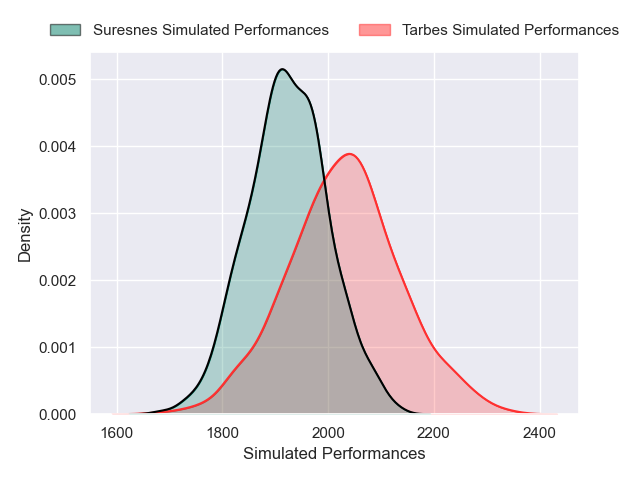 Suresnes Simulated Performances Tarbes Simulated Performances
0.005
0.004
0.003
0.002
0.001
0.000
Density
1600 1800 2000 2200 2400
Simulated Performances